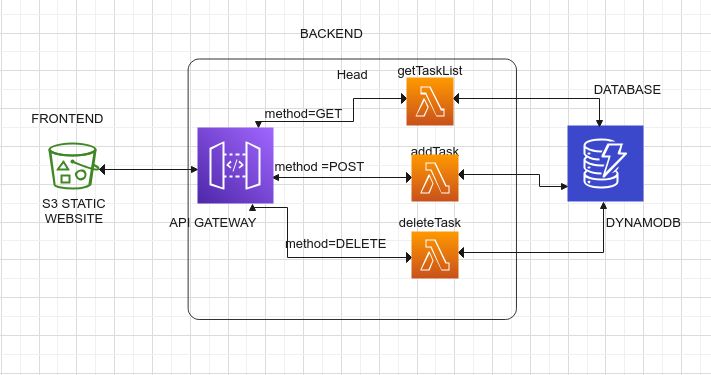 BACKEND
Head
getTaskList
DATABASE
method=GET
FRONTEND
addTask
method =POST
S3 STATIC
WEBSITE
API GATEWAY
deleteTask
DYNAMODB
method=DELETE